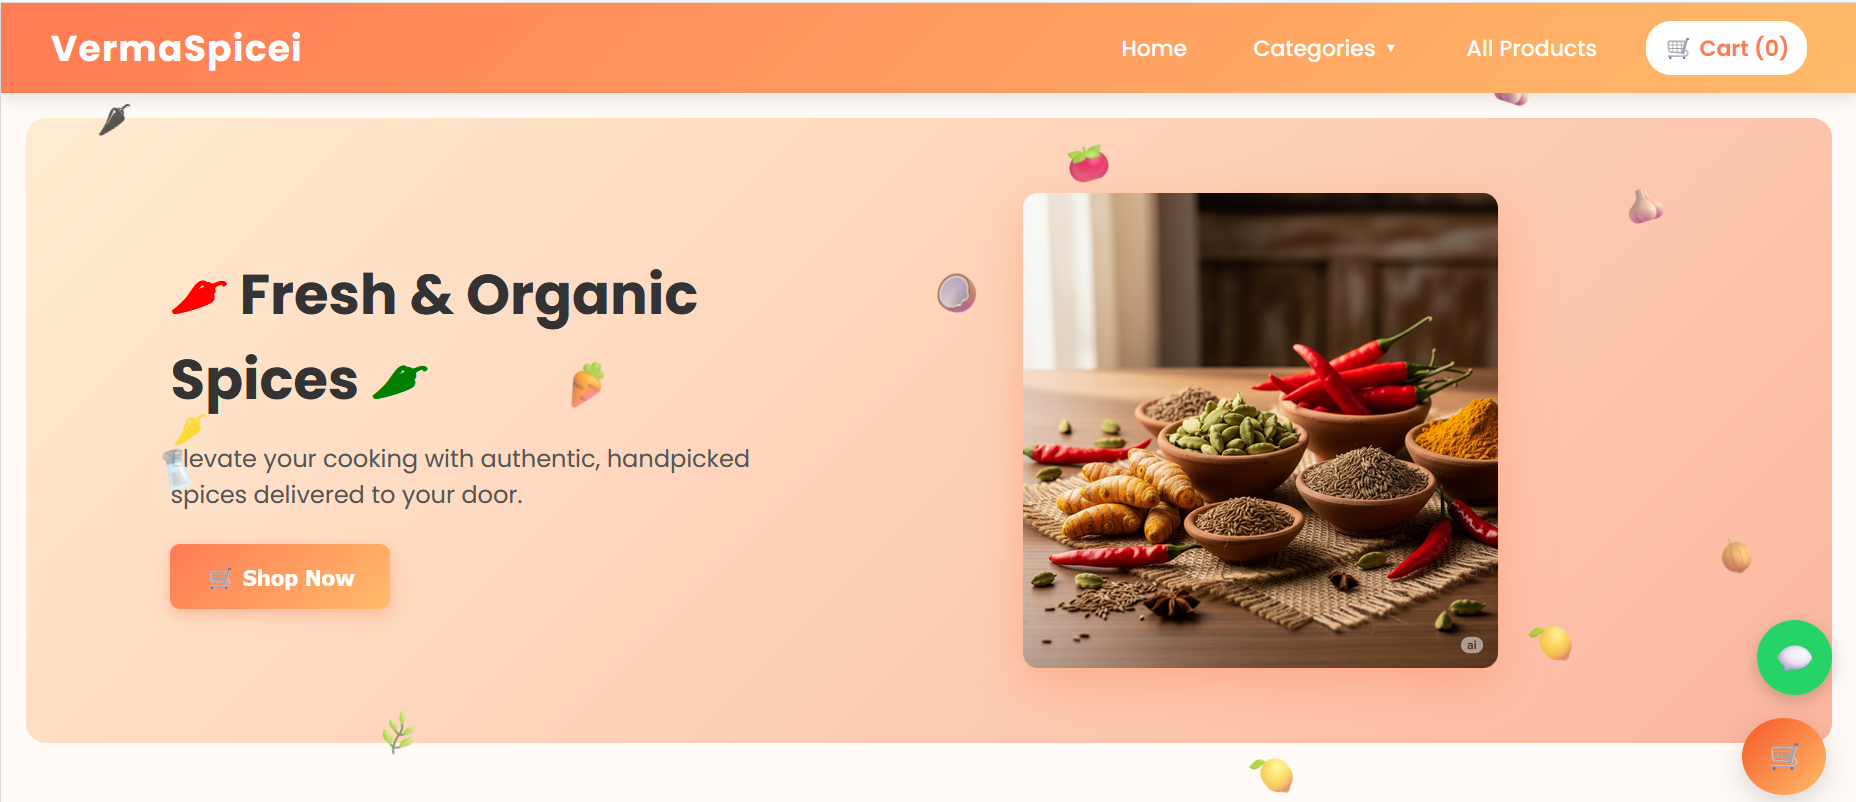 VermaSpicei
Home
Categories ▼
All Products
🛒 Cart (0)
🌶 Fresh & Organic
Spices 🌶
Elevate your cooking with authentic, handpicked
spices delivered to your door.
🛒 Shop Now
ai